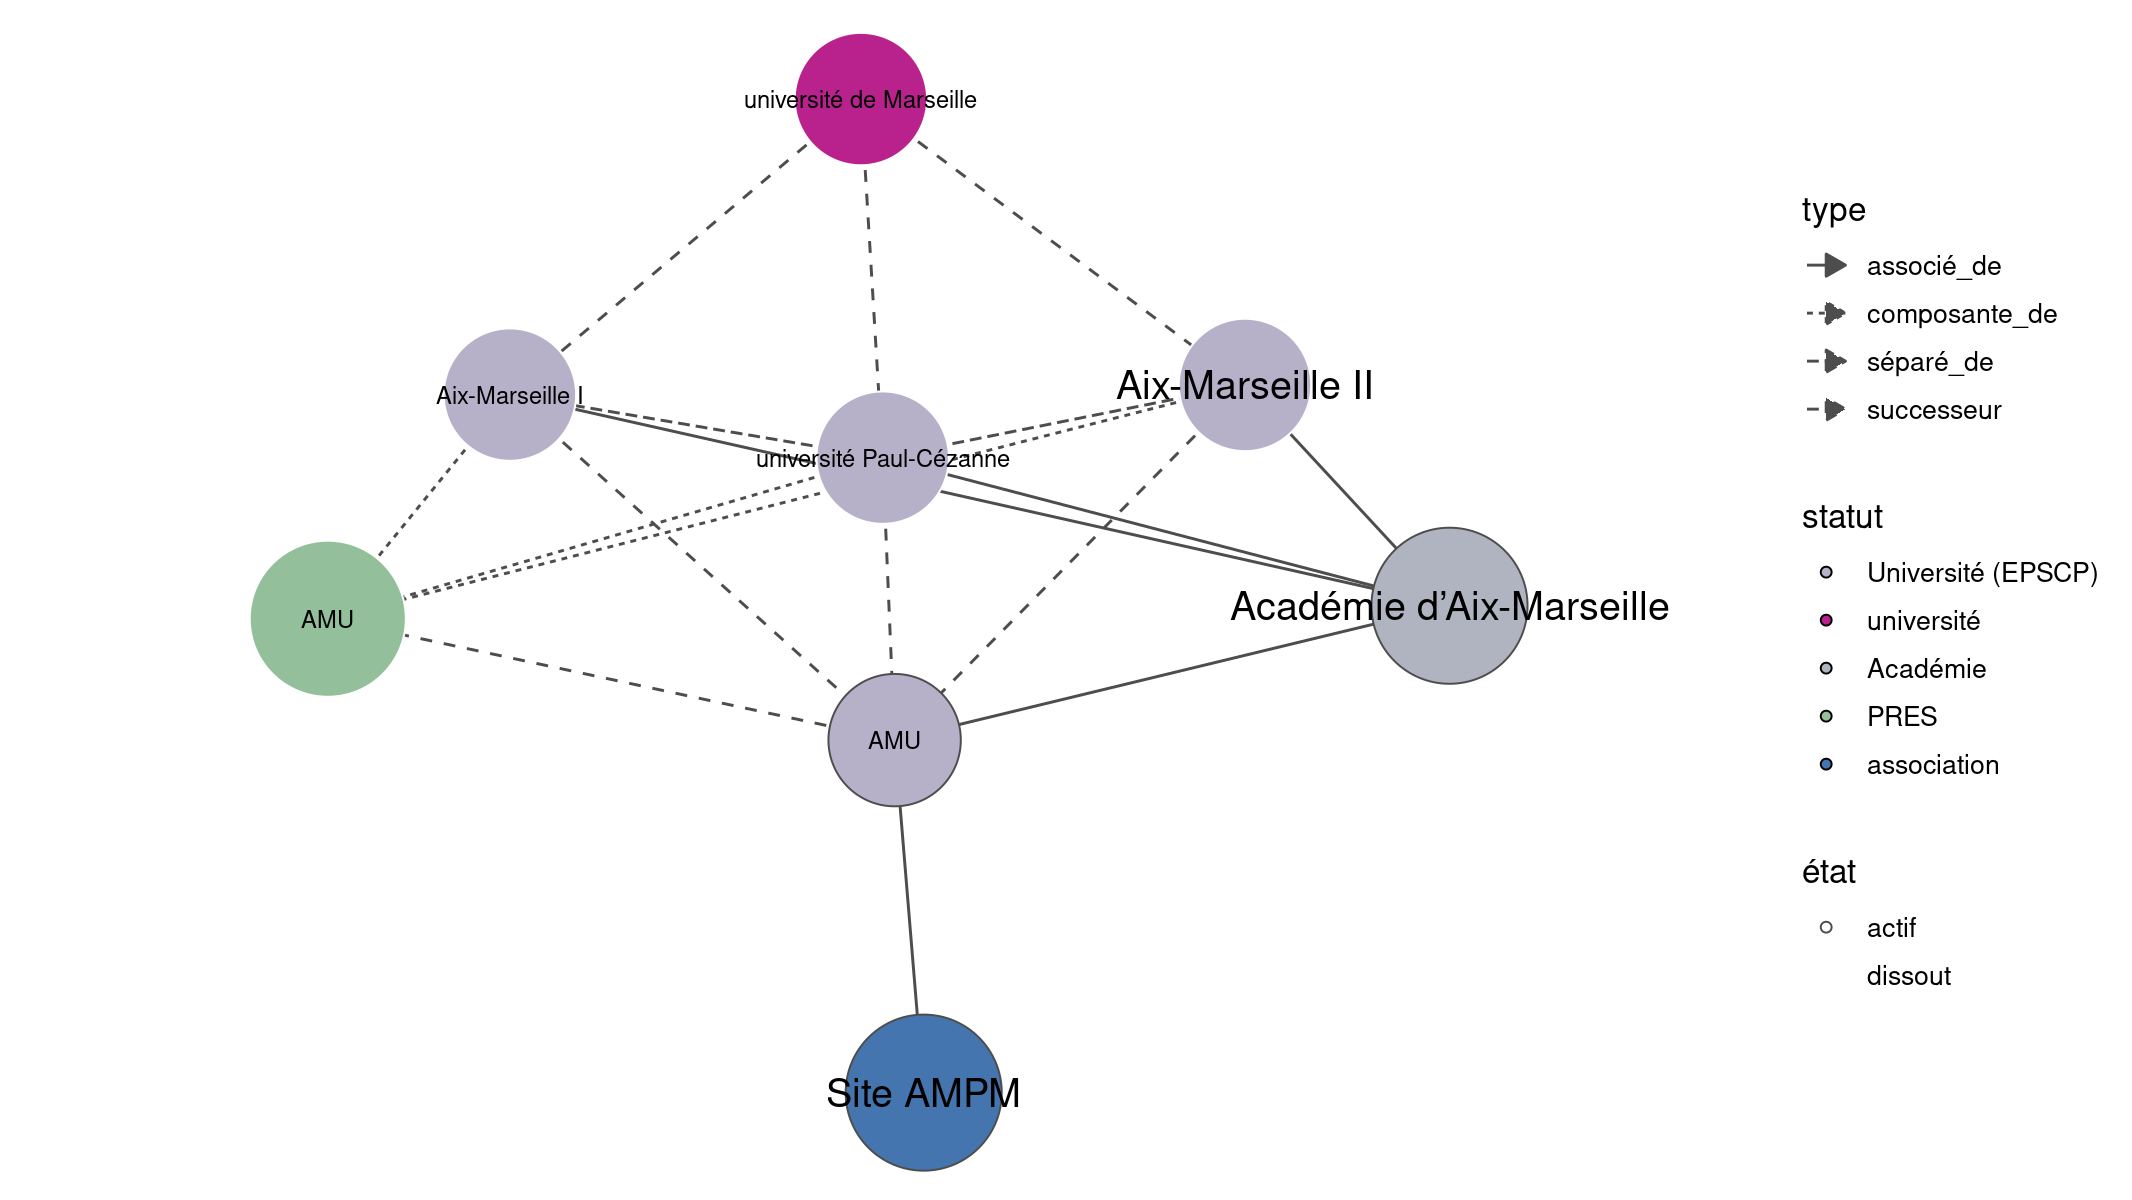 université de Marseille
Aix-Marseille I
Aix-Marseille II
université Paul-Cézanne
AMU
Académie d’Aix-Marseille
AMU
Site AMPM
type
associé_de
composante_de
séparé_de
successeur
statut
Université (EPSCP)
université
Académie
PRES
association
état
actif
dissout